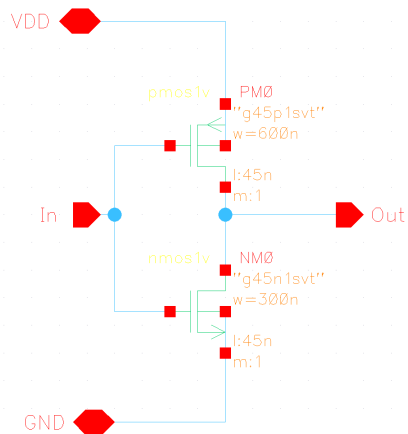 VDD
pmos1v
PM0
"g45p1svt"
w=600n
l:45n
m:1
In
Out
nmos1v
NM0
"g45n1svt"
w=300n
l:45n
m:1
GND